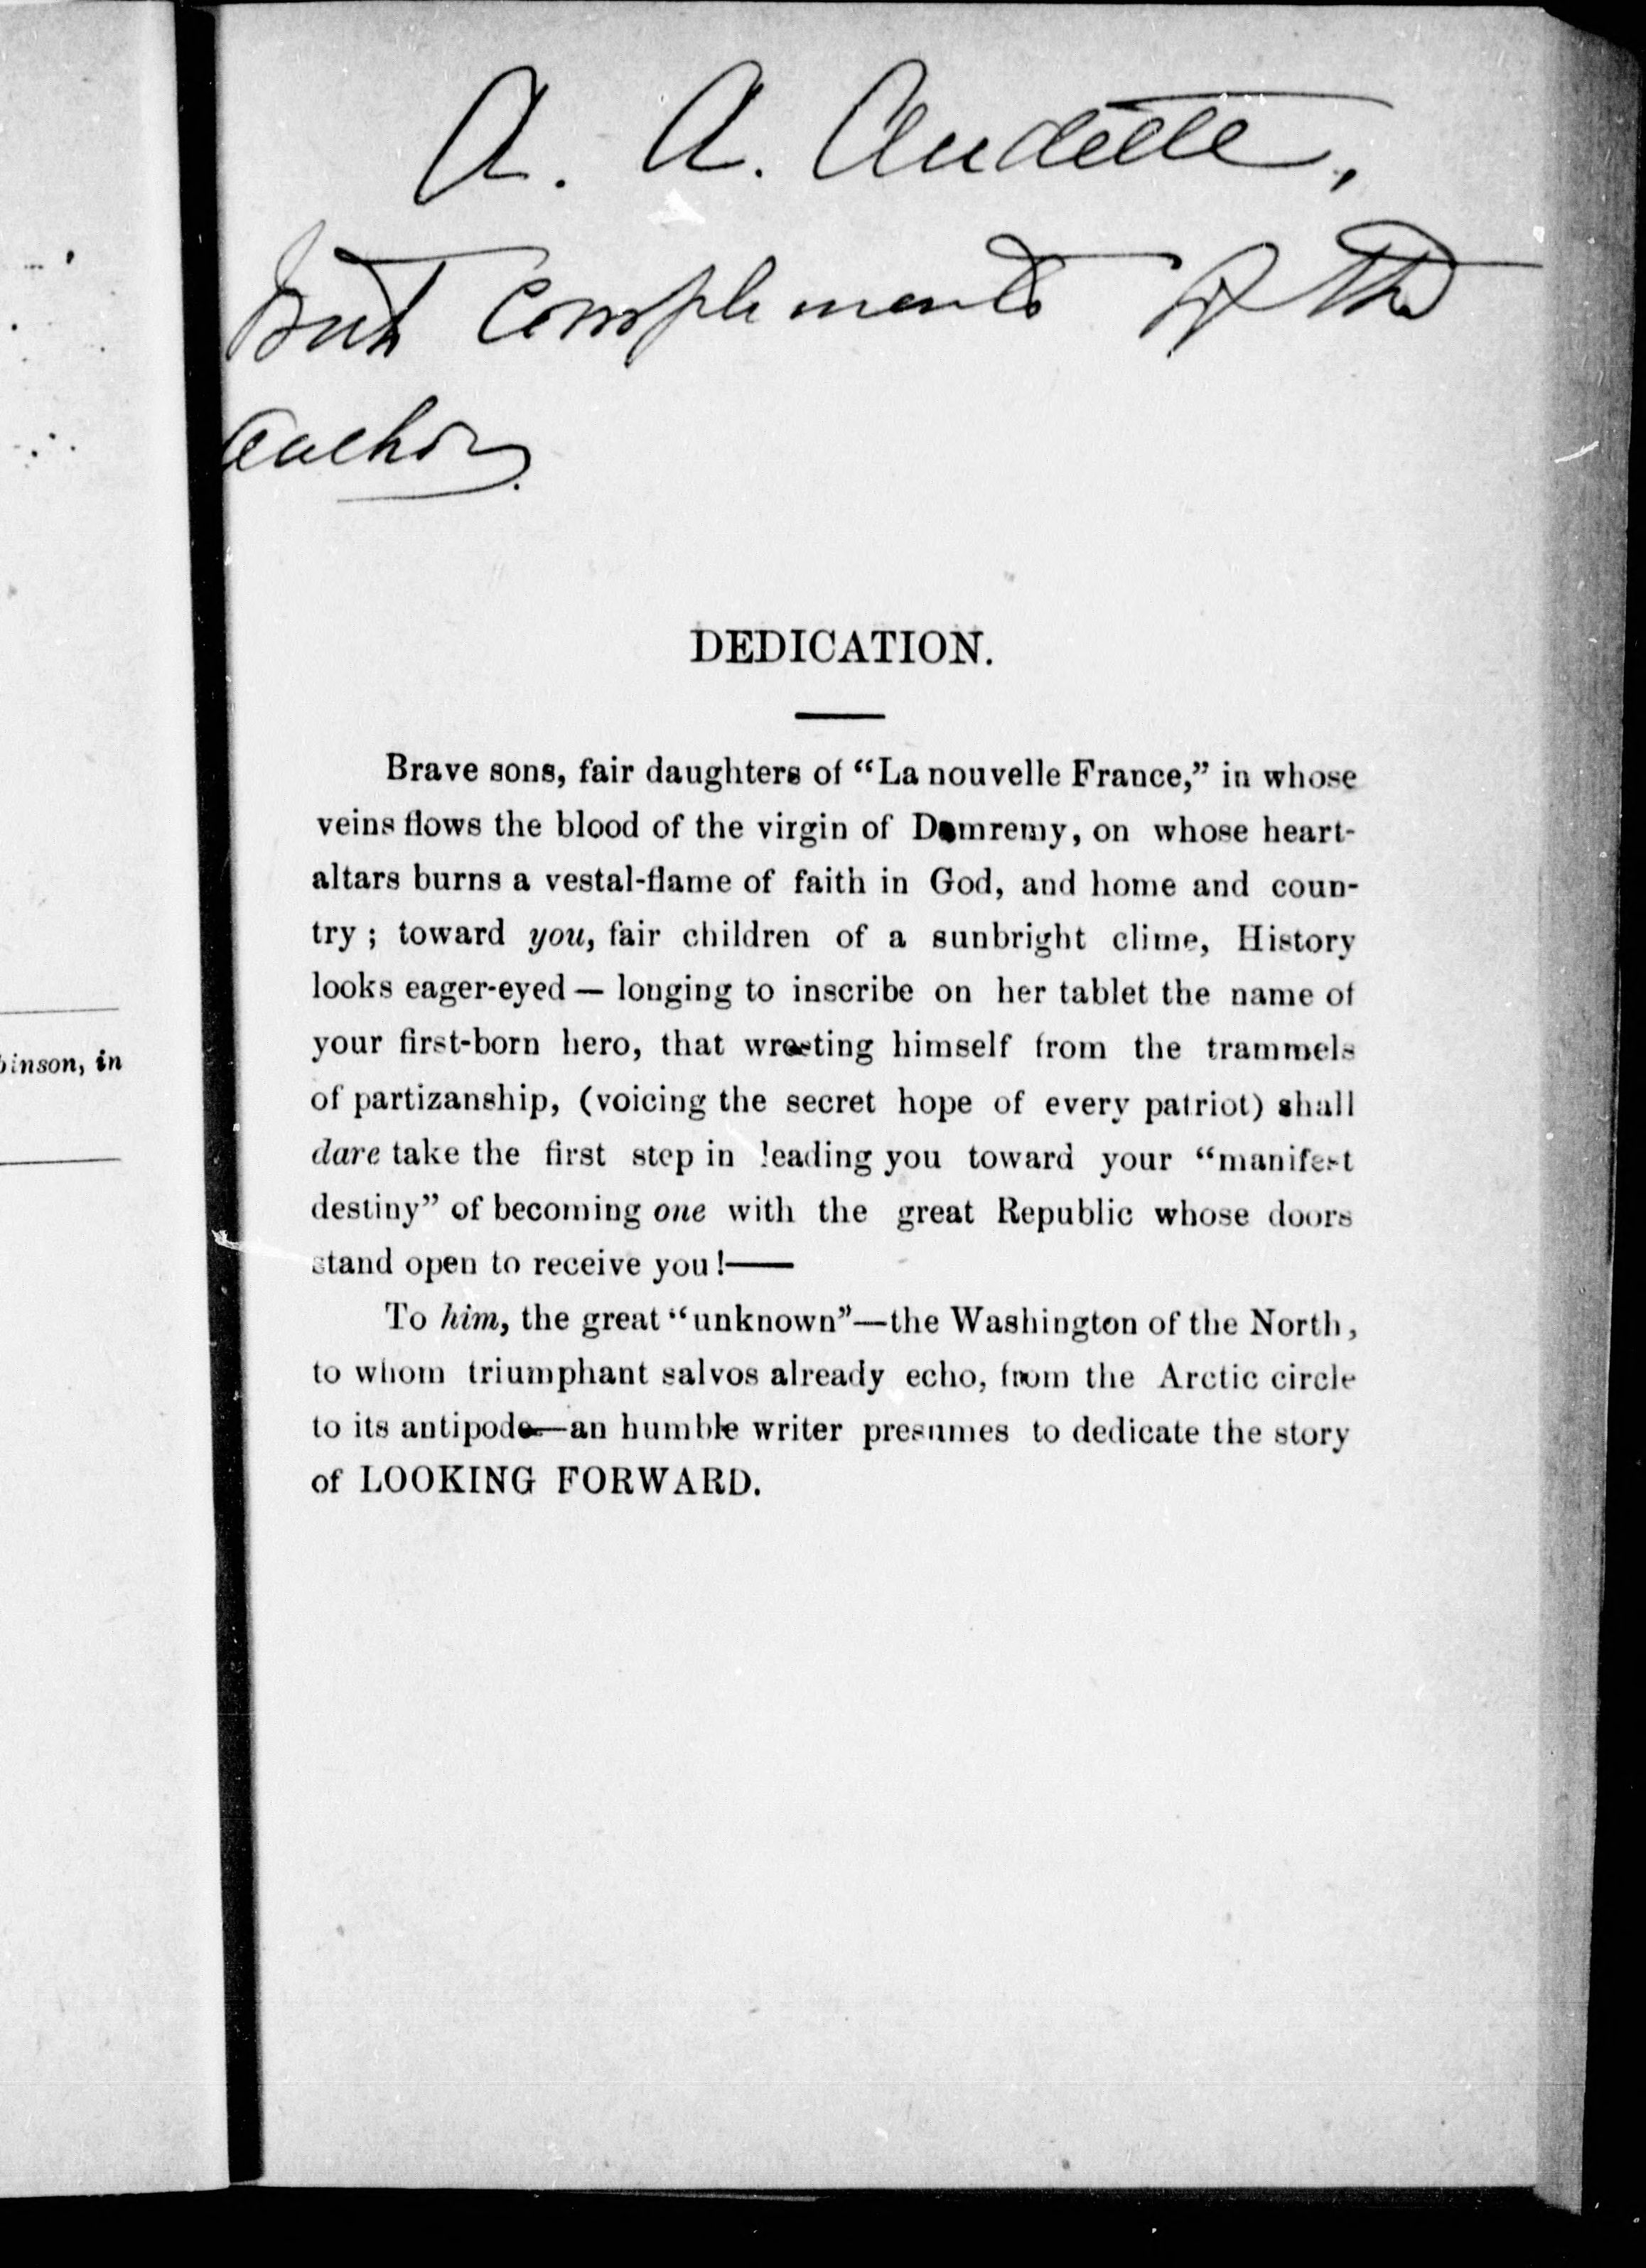 A. A. Audette,
Best Compliments of the
Author.
binson, in
DEDICATION.
Brave sons, fair daughters of “La nouvelle France,” in whose
veins flows the blood of the virgin of Domremy, on whose heart-
altars burns a vestal-flame of faith in God, and home and coun-
try ; toward you, fair children of a sunbright clime, History
looks eager-eyed — longing to inscribe on her tablet the name of
your first-born hero, that wresting himself from the trammels
of partizanship, (voicing the secret hope of every patriot) shall
dare take the first step in leading you toward your “manifest
destiny” of becoming one with the great Republic whose doors
stand open to receive you !——
To him, the great “unknown”—the Washington of the North,
to whom triumphant salvos already echo, from the Arctic circle
to its antipode—an humble writer presumes to dedicate the story
of LOOKING FORWARD.